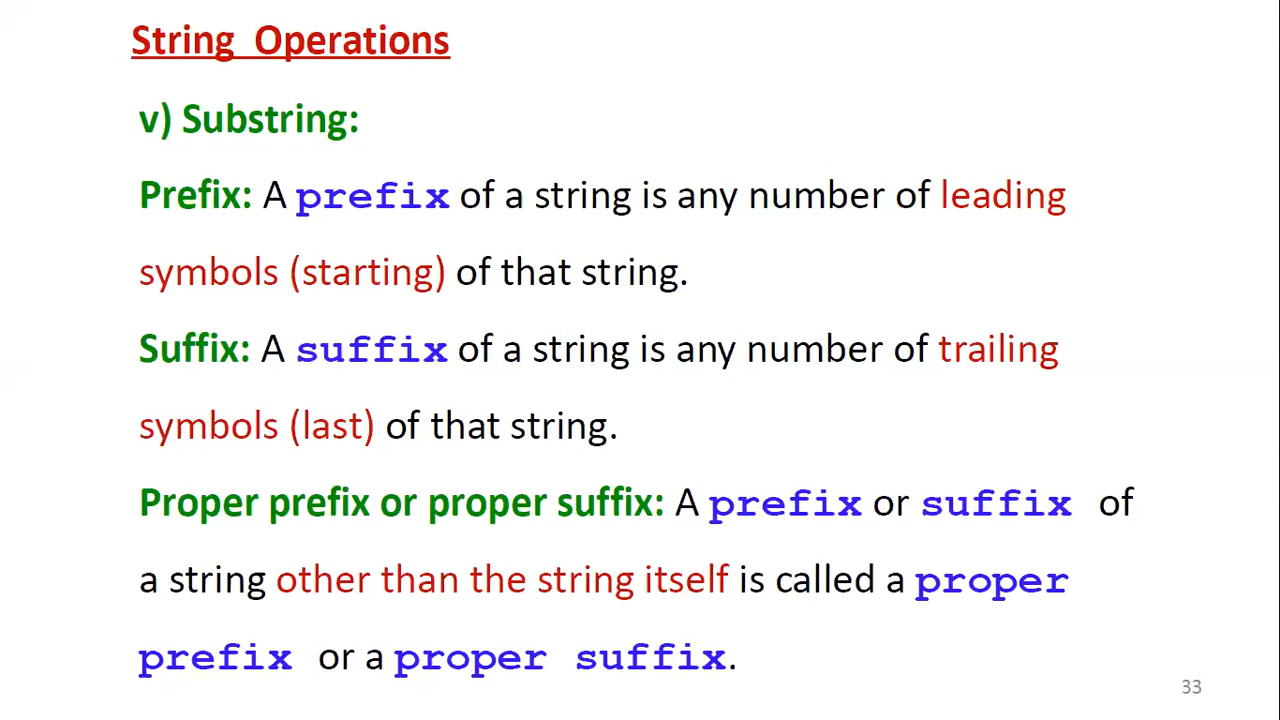 String Operations
v) Substring:
Prefix: A prefix of a string is any number of leading
symbols (starting) of that string.
Suffix: A suffix of a string is any number of trailing
symbols (last) of that string.
Proper prefix or proper suffix: A prefix or suffix of
a string other than the string itself is called a proper
prefix or a proper suffix.
33